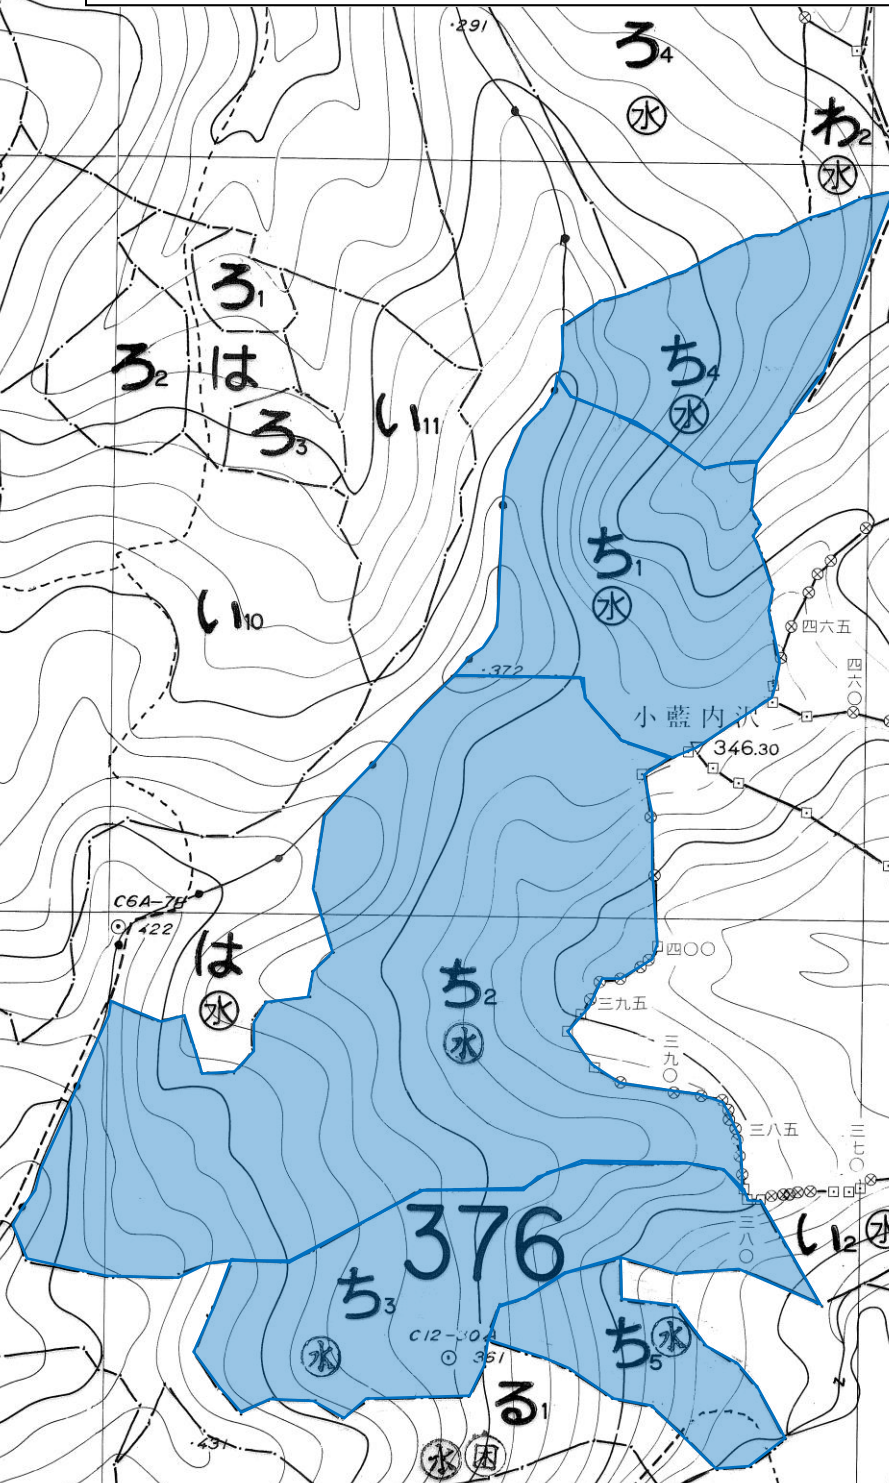 ・291
ろ4
水
わ2
水
ろ1
ろ2
は
ろ3
い11
ち4
水
ち1
水
い10
四六五
四六〇
・372
小藍内沢
346.30
C6A-7
422
は
水
四〇〇
ち2
水
三九五
三九〇
三八五
三七〇
三八〇
376
い2
水
ち3
水
C12-30
361
ち5
水
る1
水
困
・431